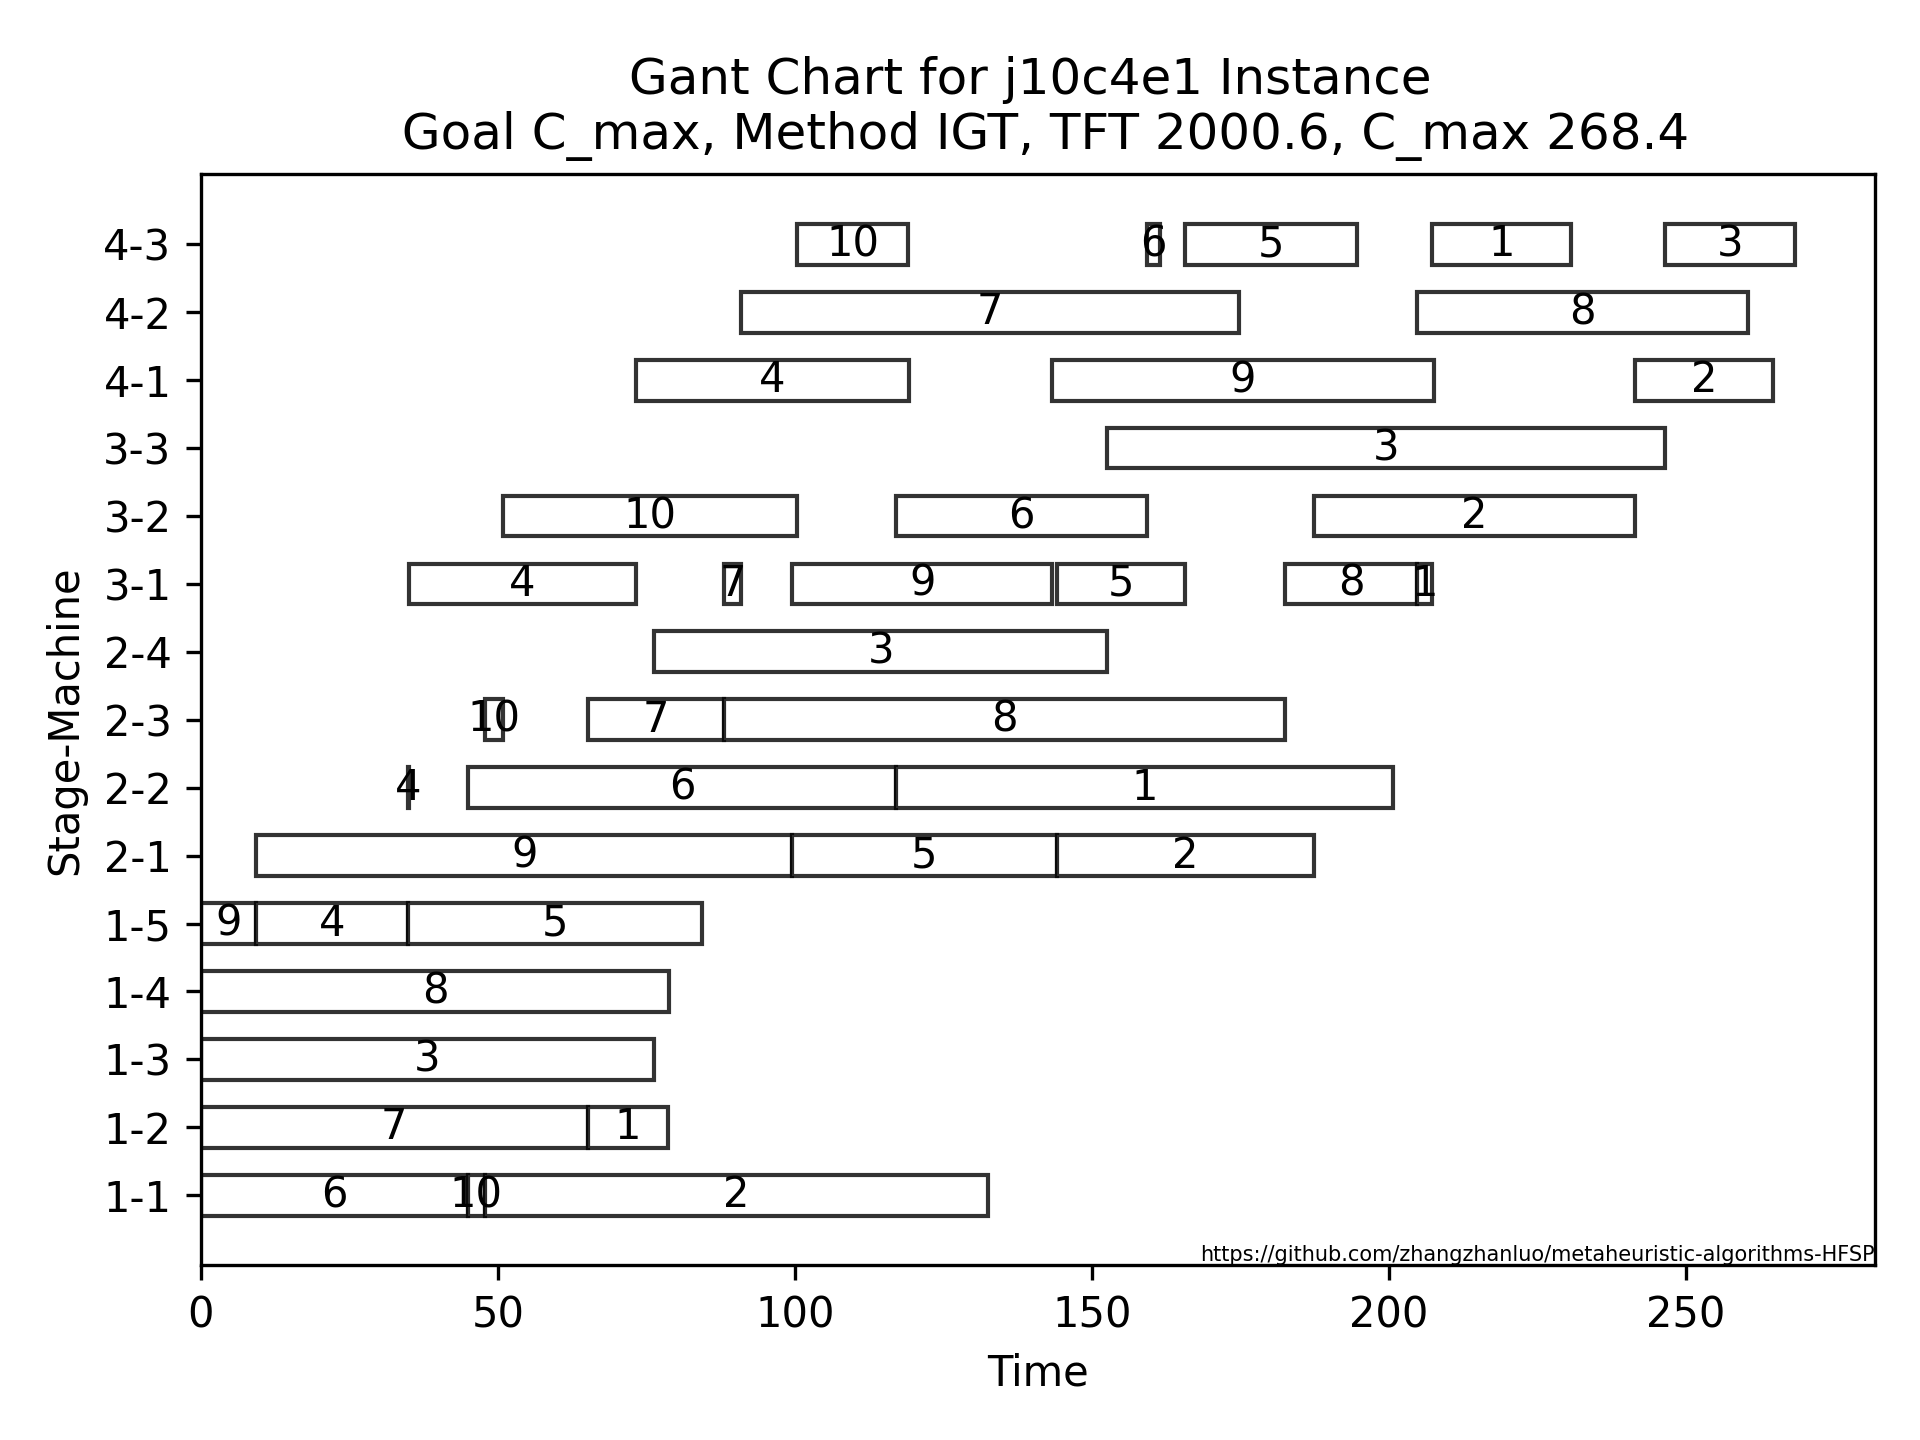 Gant Chart for j10c4e1 Instance
Goal C_max, Method IGT, TFT 2000.6, C_max 268.4
Stage-Machine
4-3 10 6 5 1 3
4-2 7 8
4-1 4 9 2
3-3 3
3-2 10 6 2
3-1 4 7 9 5 8 1
2-4 3
2-3 10 7 8
2-2 4 6 1
2-1 9 5 2
1-5 9 4 5
1-4 8
1-3 3
1-2 7 1
1-1 6 10 2
https://github.com/zhangzhanluo/metaheuristic-algorithms-HFSP
0 50 100 150 200 250
Time